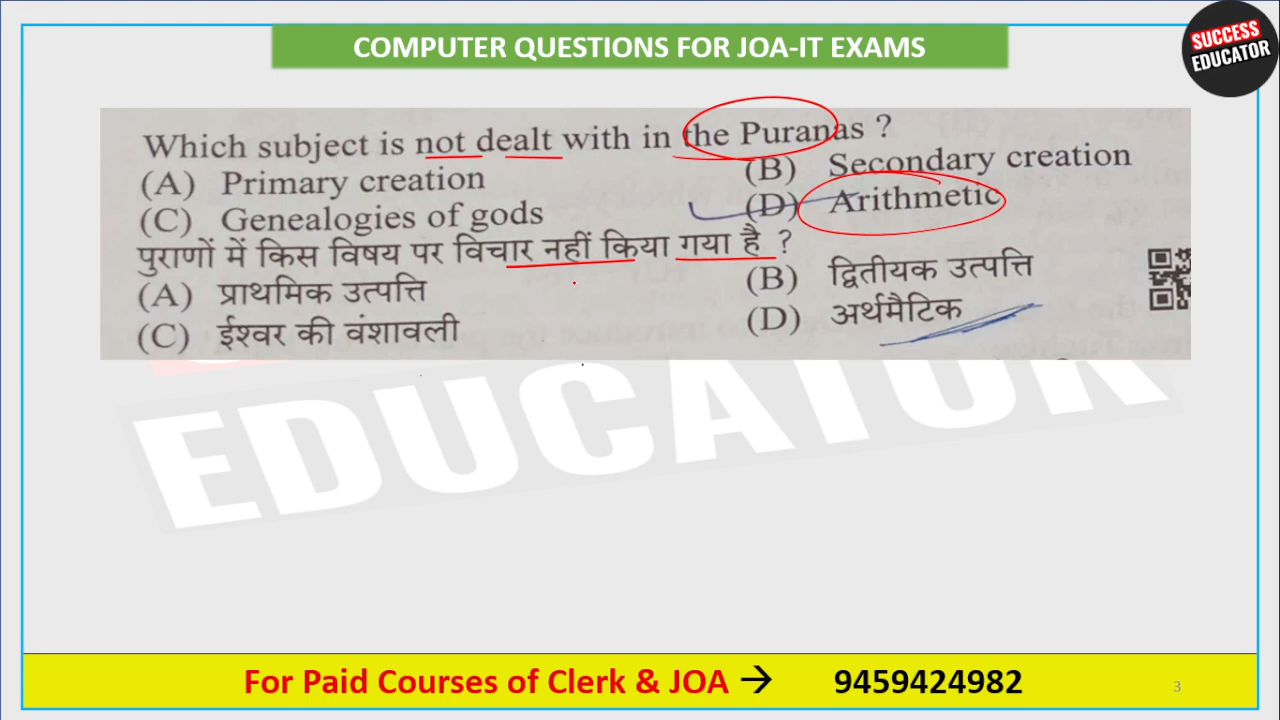 COMPUTER QUESTIONS FOR JOA-IT EXAMS
SUCCESS
EDUCATOR
Which subject is not dealt with in the Puranas ?
(A) Primary creation (B) Secondary creation
(C) Genealogies of gods (D) Arithmetic
पुराणों में किस विषय पर विचार नहीं किया गया है ?
(A) प्राथमिक उत्पत्ति (B) द्वितीयक उत्पत्ति
(C) ईश्वर की वंशावली (D) अर्थमैटिक
EDUCATOR
For Paid Courses of Clerk & JOA → 9459424982
3